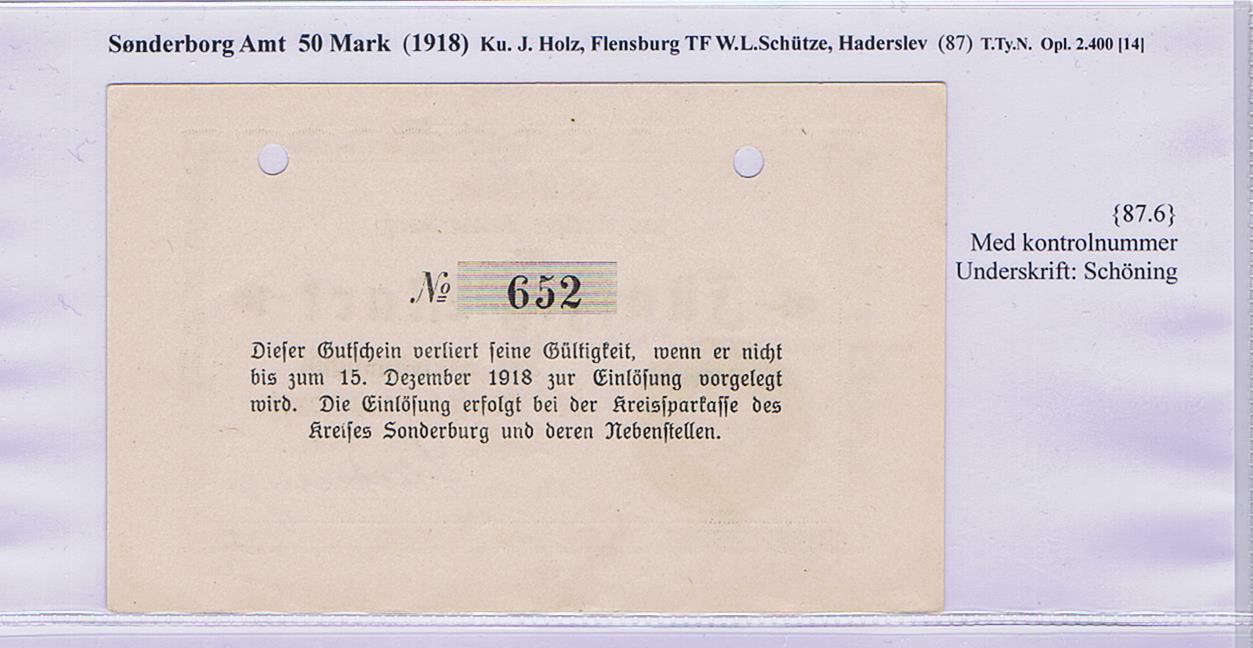 Sønderborg Amt 50 Mark (1918) Ku. J. Holz, Flensburg TF W.L.Schütze, Haderslev (87) T.Ty.N. Opl. 2.400 [14]
{87.6}
Med kontrolnummer
Underskrift: Schöning
№ 652
Dieser Gutschein verliert seine Gültigkeit, wenn er nicht
bis zum 15. Dezember 1918 zur Einlösung vorgelegt
wird. Die Einlösung erfolgt bei der Kreissparkasse des
Kreises Sonderburg und deren Nebenstellen.